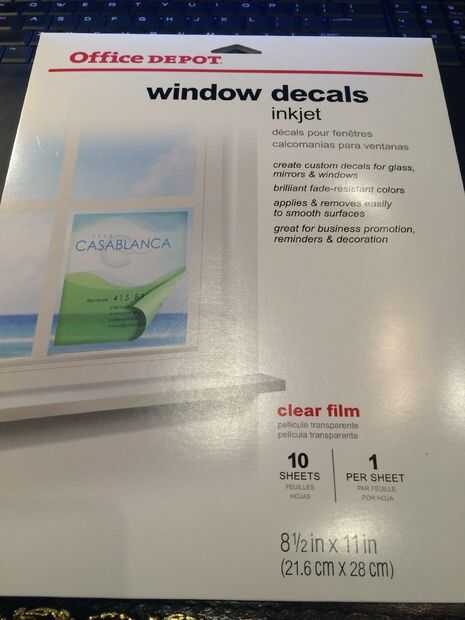 Office DEPOT
window decals
inkjet
décals pour fenêtres
calcomanías para ventanas
create custom decals for glass,
mirrors & windows
brilliant fade-resistant colors
applies & removes easily
to smooth surfaces
great for business promotion,
reminders & decoration
CASABLANCA
clear film
pellicule transparente
película transparente
10
SHEETS
FEUILLES
HOJAS
1
PER SHEET
PAR FEUILLE
POR HOJA
8½ in x 11 in
(21.6 cm X 28 cm)